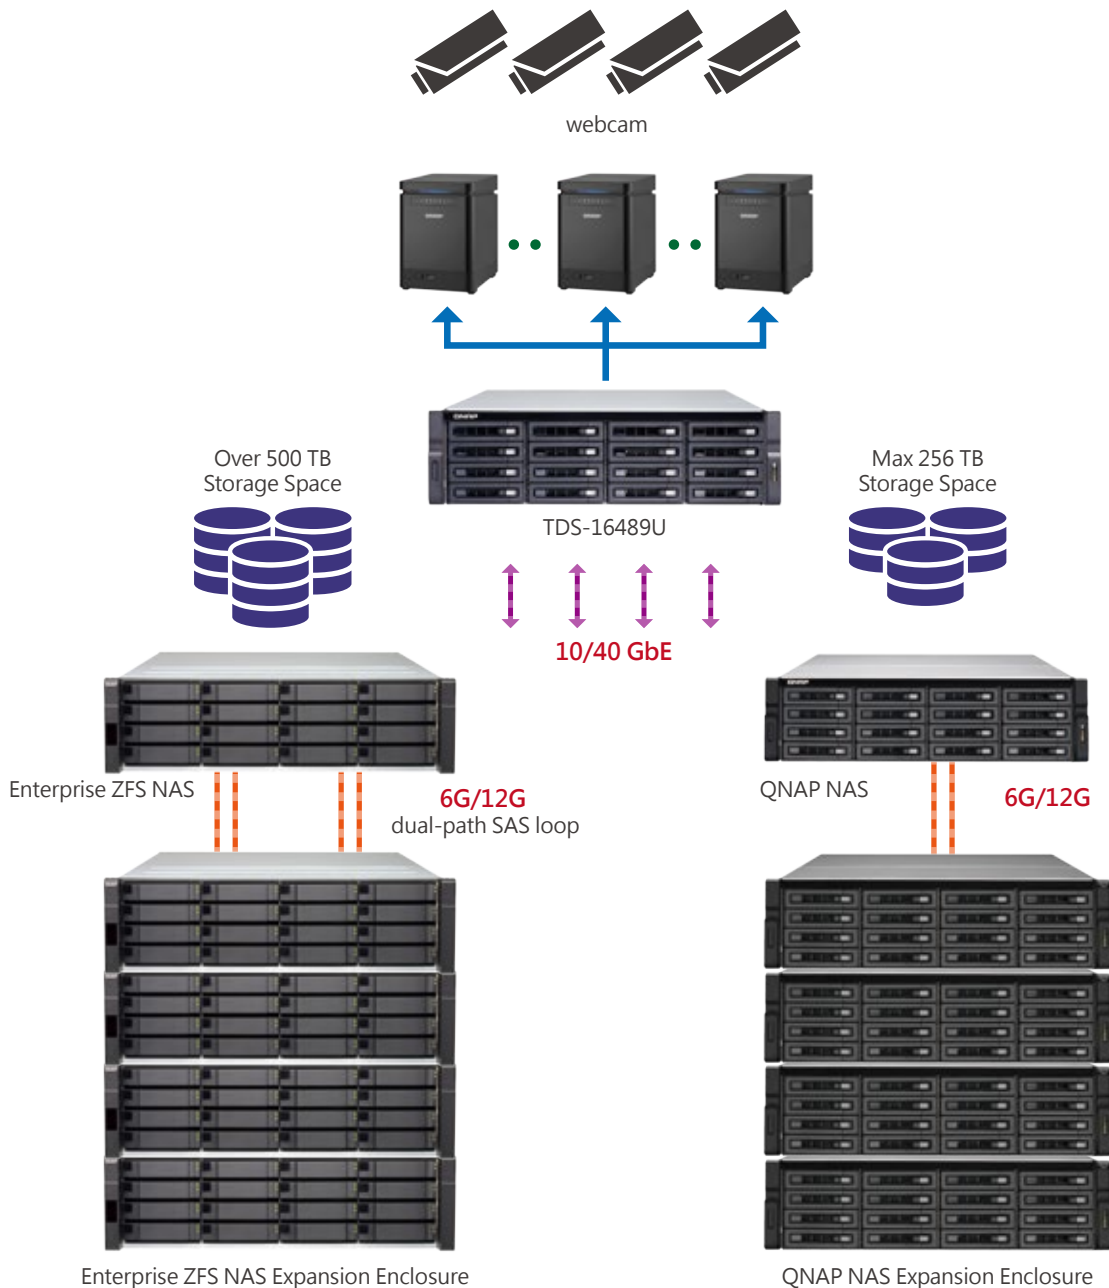 webcam
QNAP
Over 500 TB
Storage Space
Max 256 TB
Storage Space
TDS-16489U
10/40 GbE
QNAP
Enterprise ZFS NAS
6G/12G
dual-path SAS loop
QNAP NAS
6G/12G
Enterprise ZFS NAS Expansion Enclosure
QNAP NAS Expansion Enclosure